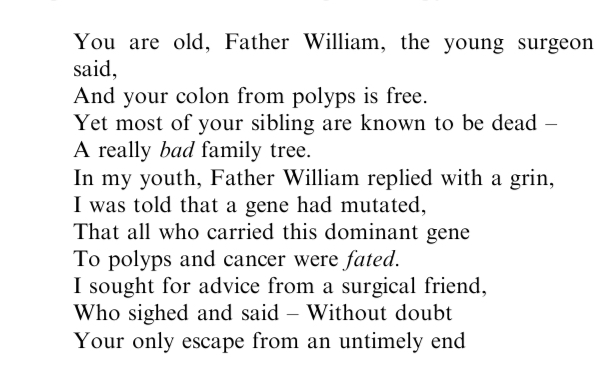 You are old, Father William, the young surgeon
said,
And your colon from polyps is free.
Yet most of your sibling are known to be dead –
A really bad family tree.
In my youth, Father William replied with a grin,
I was told that a gene had mutated,
That all who carried this dominant gene
To polyps and cancer were fated.
I sought for advice from a surgical friend,
Who sighed and said – Without doubt
Your only escape from an untimely end